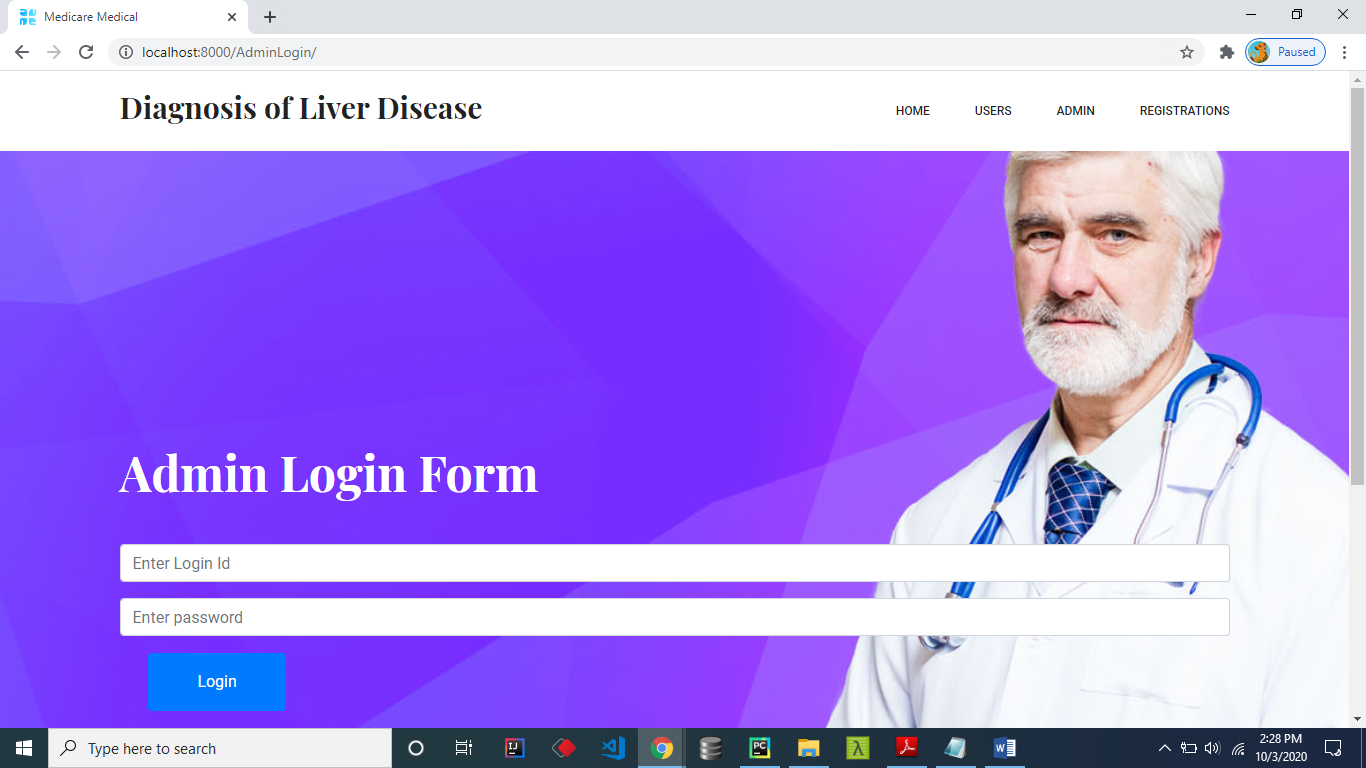 Medicare Medical
localhost:8000/AdminLogin/
Paused
Diagnosis of Liver Disease
HOME USERS ADMIN REGISTRATIONS
Admin Login Form
Enter Login Id
Enter password
Login
Type here to search
IJ
PC
λ
W
2:28 PM
10/3/2020